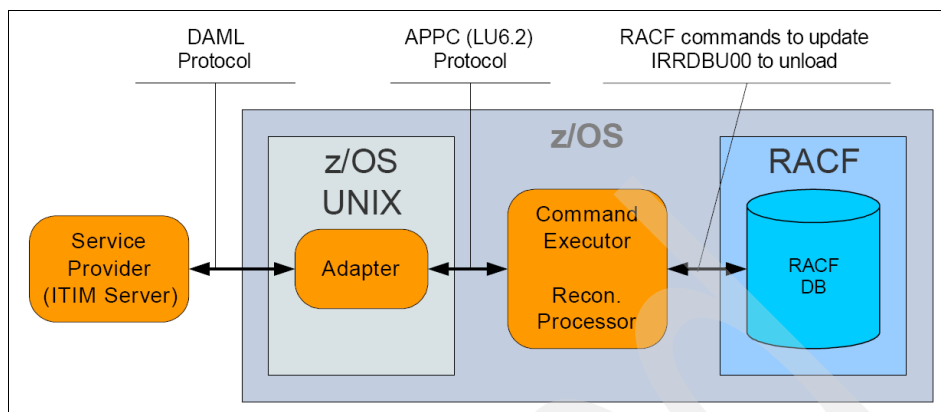 DAML
Protocol
APPC (LU6.2)
Protocol
RACF commands to update
IRRDBU00 to unload
z/OS
z/OS
UNIX
RACF
Service
Provider
(ITIM Server)
Adapter
Command
Executor
Recon.
Processor
RACF
DB